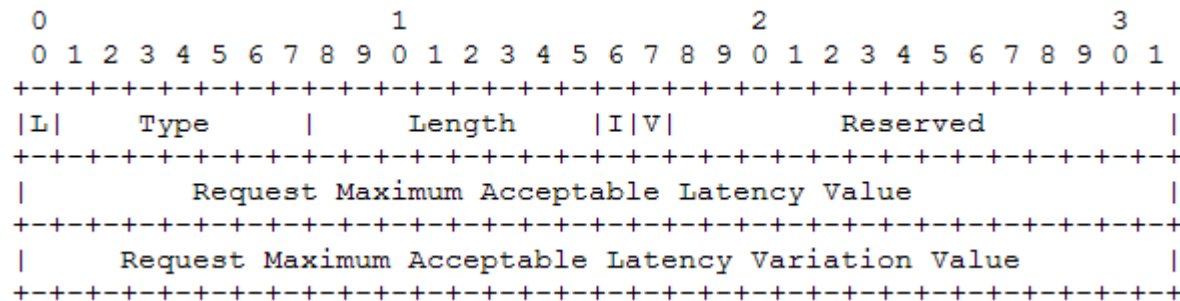 0                   1                   2                   3
 0 1 2 3 4 5 6 7 8 9 0 1 2 3 4 5 6 7 8 9 0 1 2 3 4 5 6 7 8 9 0 1
+-+-+-+-+-+-+-+-+-+-+-+-+-+-+-+-+-+-+-+-+-+-+-+-+-+-+-+-+-+-+-+-+
|L|    Type     |     Length    |I|V|         Reserved          |
+-+-+-+-+-+-+-+-+-+-+-+-+-+-+-+-+-+-+-+-+-+-+-+-+-+-+-+-+-+-+-+-+
|         Request Maximum Acceptable Latency Value              |
+-+-+-+-+-+-+-+-+-+-+-+-+-+-+-+-+-+-+-+-+-+-+-+-+-+-+-+-+-+-+-+-+
|     Request Maximum Acceptable Latency Variation Value        |
+-+-+-+-+-+-+-+-+-+-+-+-+-+-+-+-+-+-+-+-+-+-+-+-+-+-+-+-+-+-+-+-+